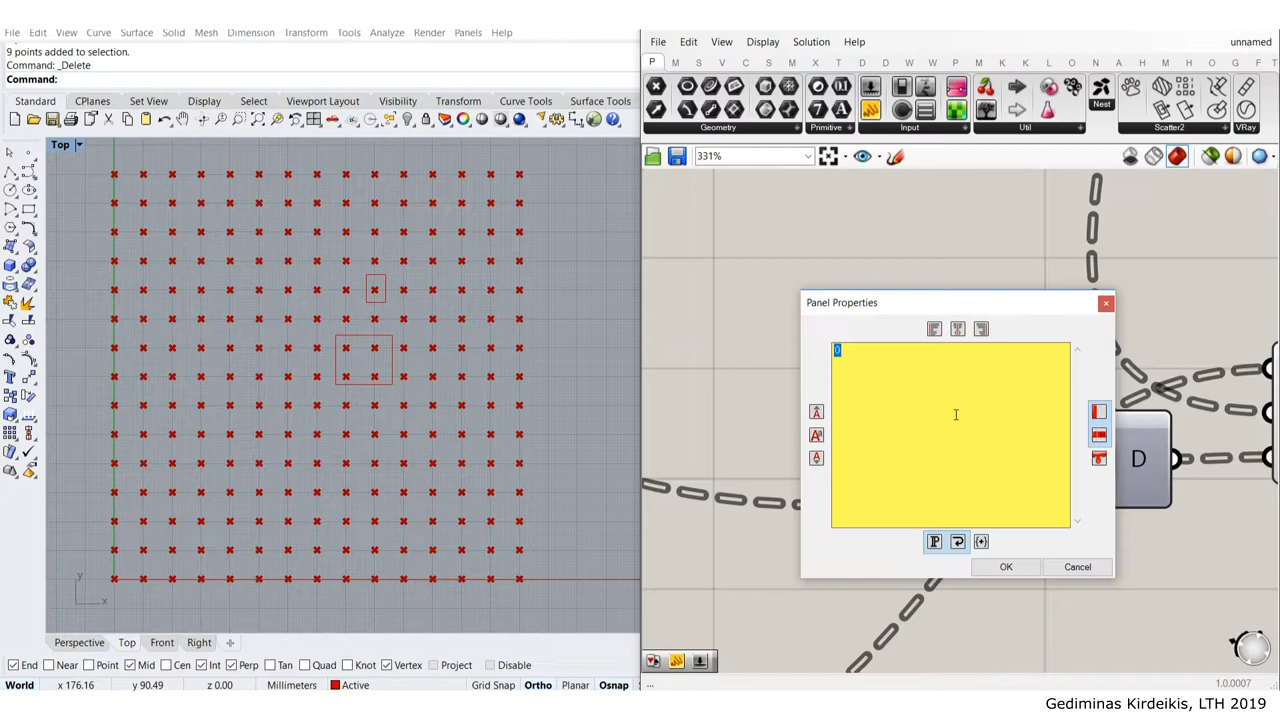 File Edit View Curve Surface Solid Mesh Dimension Transform Tools Analyze Render Panels Help
9 points added to selection.
Command: _Delete
Command:
Standard CPlanes Set View Display Select Viewport Layout Visibility Transform Curve Tools Surface Tools
Top
y
x
Perspective Top Front Right
End Near Point Mid Cen Int Perp Tan Quad Knot Vertex Project Disable
World x 176.16 y 90.49 z 0.00 Millimeters Active Grid Snap Ortho Planar Osnap
File Edit View Display Solution Help unnamed
P M S V C S M I T D D K L O N E A M P W M D H O G F T
Geometry Primitive Input Util Nest Scatter2 VRay
331%
Panel Properties
0
OK Cancel
D
... 1.0.0007
Gediminas Kirdeikis, LTH 2019